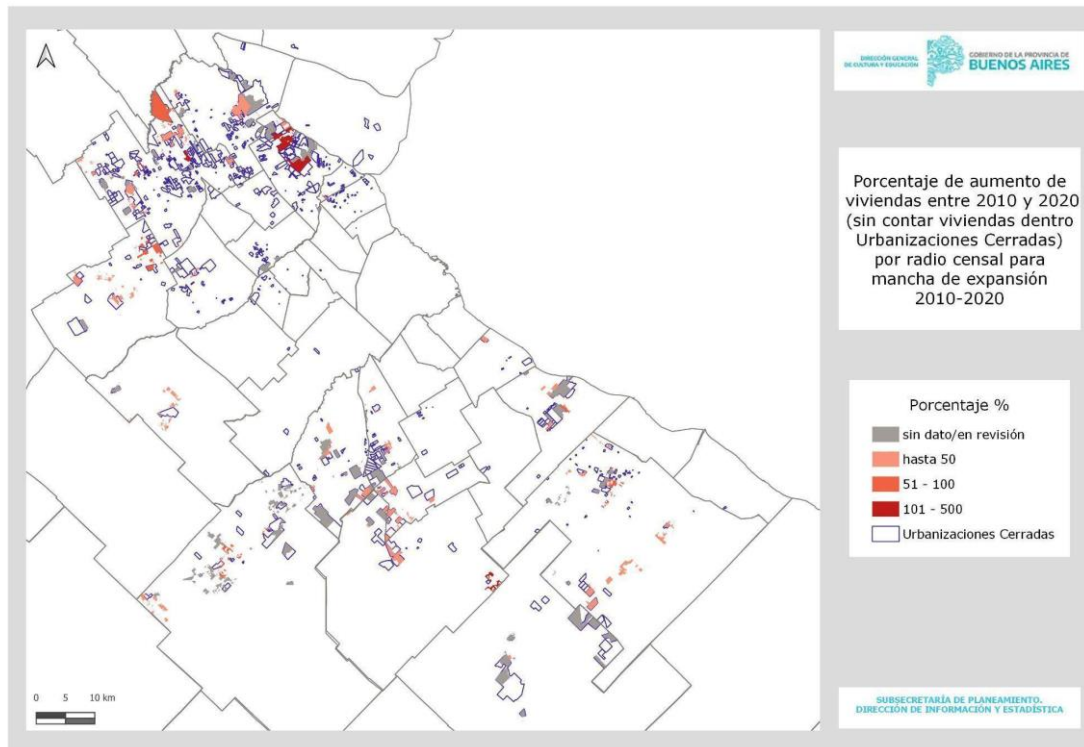 DIRECCIÓN GENERAL
DE CULTURA Y EDUCACIÓN
GOBIERNO DE LA PROVINCIA DE
BUENOS AIRES
Porcentaje de aumento de
viviendas entre 2010 y 2020
(sin contar viviendas dentro
Urbanizaciones Cerradas)
por radio censal para
mancha de expansión
2010-2020
Porcentaje %
sin dato/en revisión
hasta 50
51 - 100
101 - 500
Urbanizaciones Cerradas
0 5 10 km
SUBSECRETARÍA DE PLANEAMIENTO.
DIRECCIÓN DE INFORMACIÓN Y ESTADÍSTICA